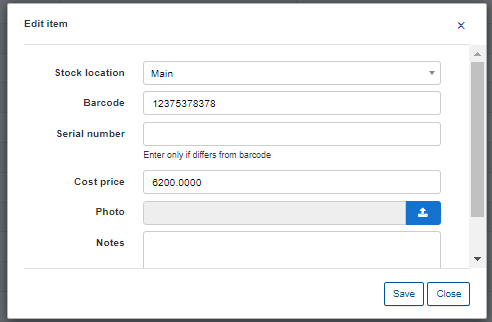 Edit item
×
Stock location Main
Barcode 12375378378
Serial number
Enter only if differs from barcode
Cost price 6200.0000
Photo
Notes
Save Close